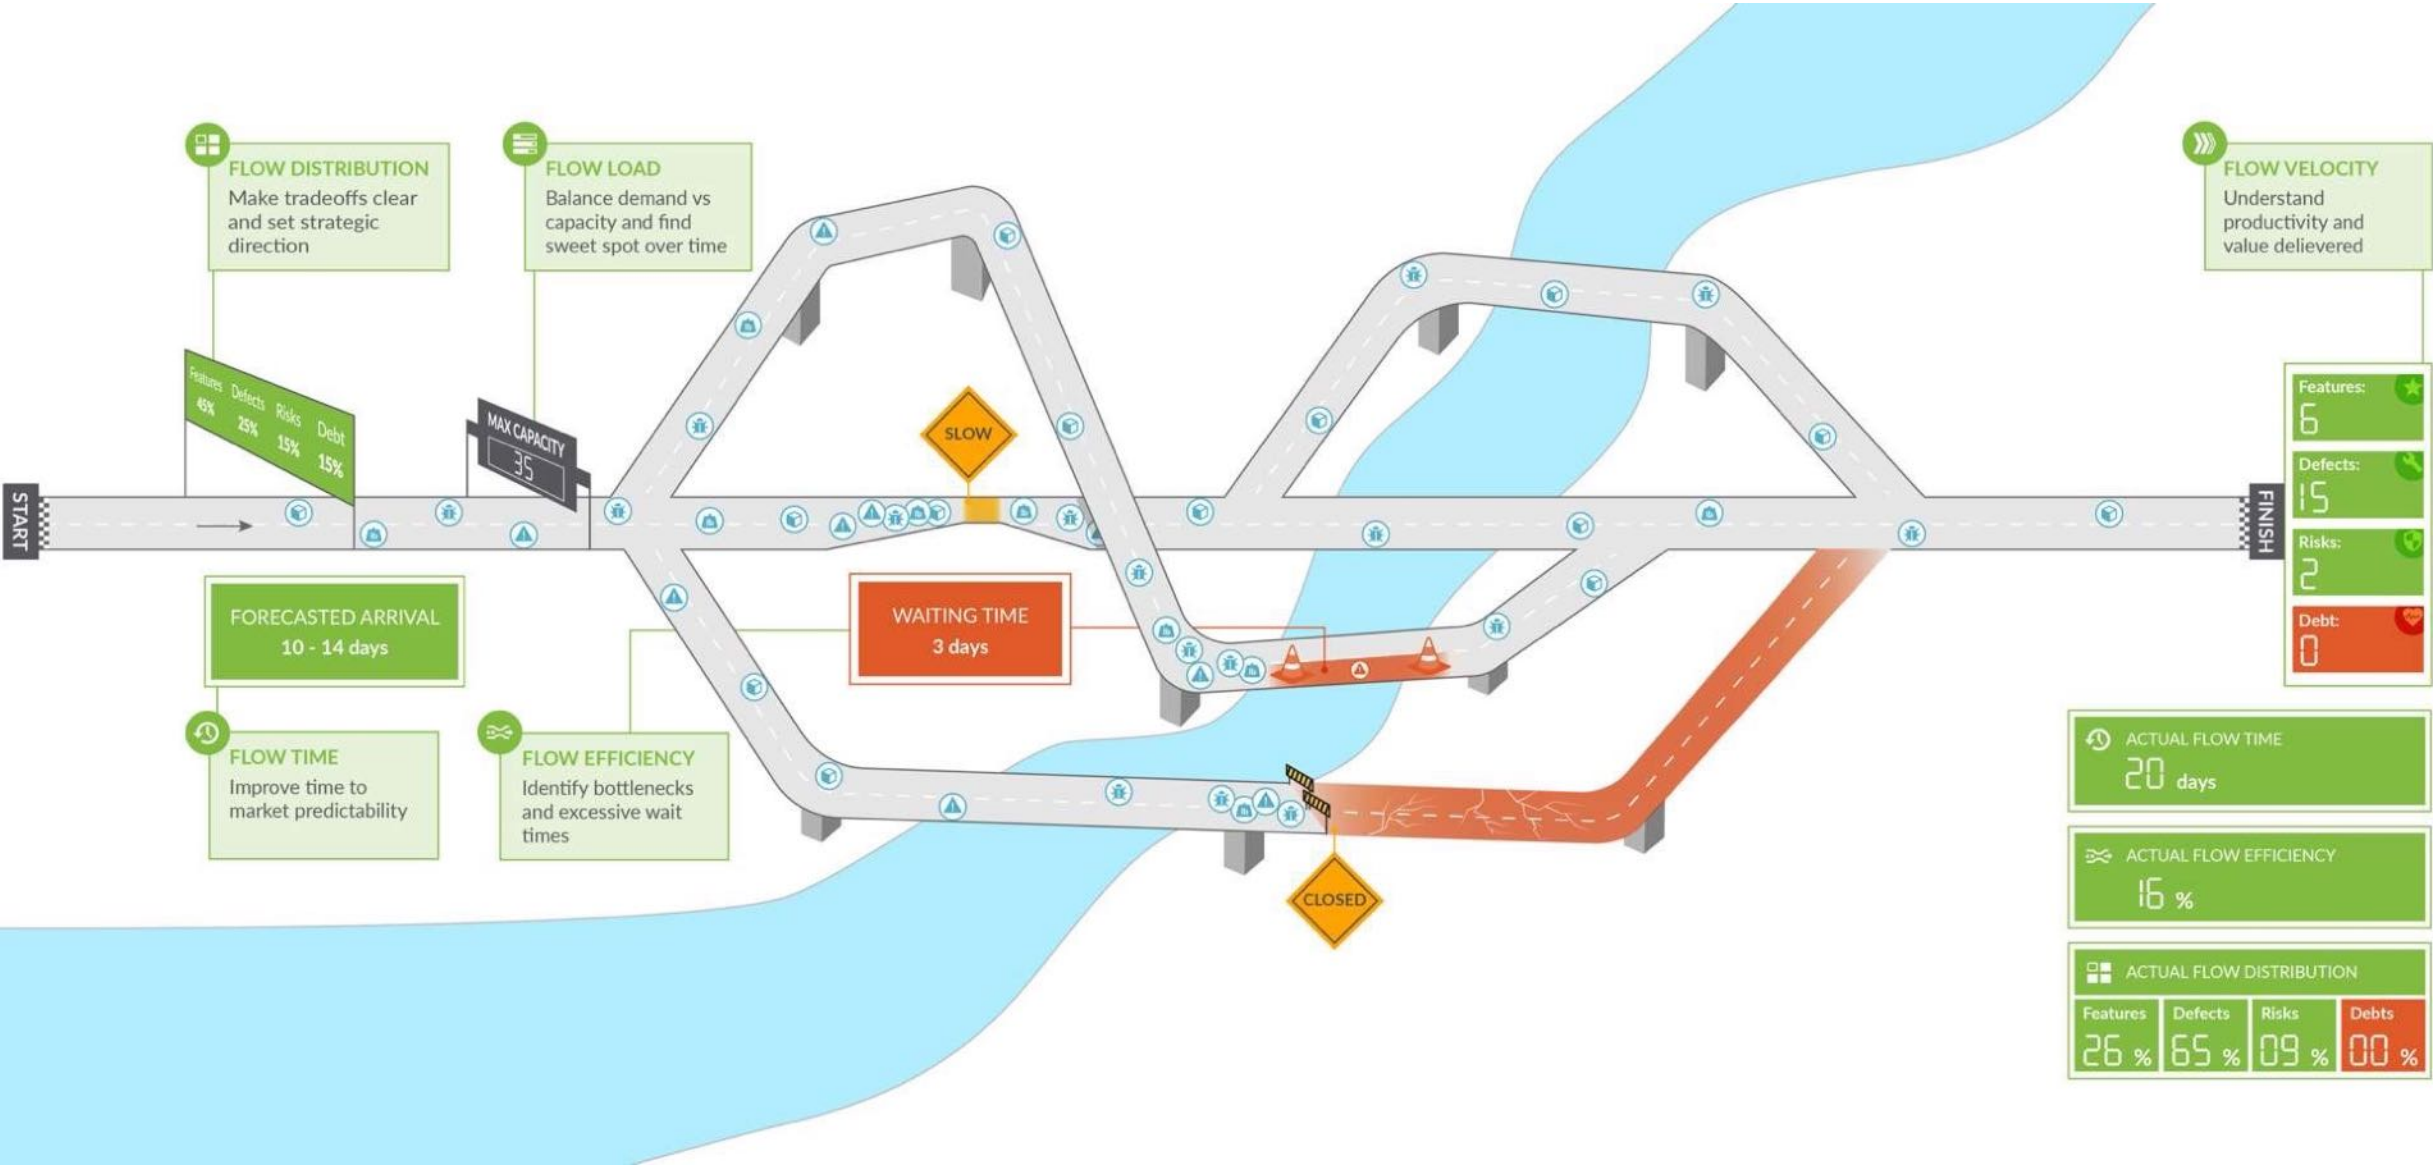 FLOW DISTRIBUTION
Make tradeoffs clear
and set strategic
direction
FLOW LOAD
Balance demand vs
capacity and find
sweet spot over time
FLOW VELOCITY
Understand
productivity and
value delievered
Features Defects Risks Debt
45% 25% 15% 15%
MAX CAPACITY
35
SLOW
START
FINISH
Features:
6
Defects:
15
Risks:
2
Debt:
0
FORECASTED ARRIVAL
10 - 14 days
WAITING TIME
3 days
FLOW TIME
Improve time to
market predictability
FLOW EFFICIENCY
Identify bottlenecks
and excessive wait
times
CLOSED
ACTUAL FLOW TIME
20 days
ACTUAL FLOW EFFICIENCY
16 %
ACTUAL FLOW DISTRIBUTION
Features Defects Risks Debts
26 % 65 % 09 % 00 %